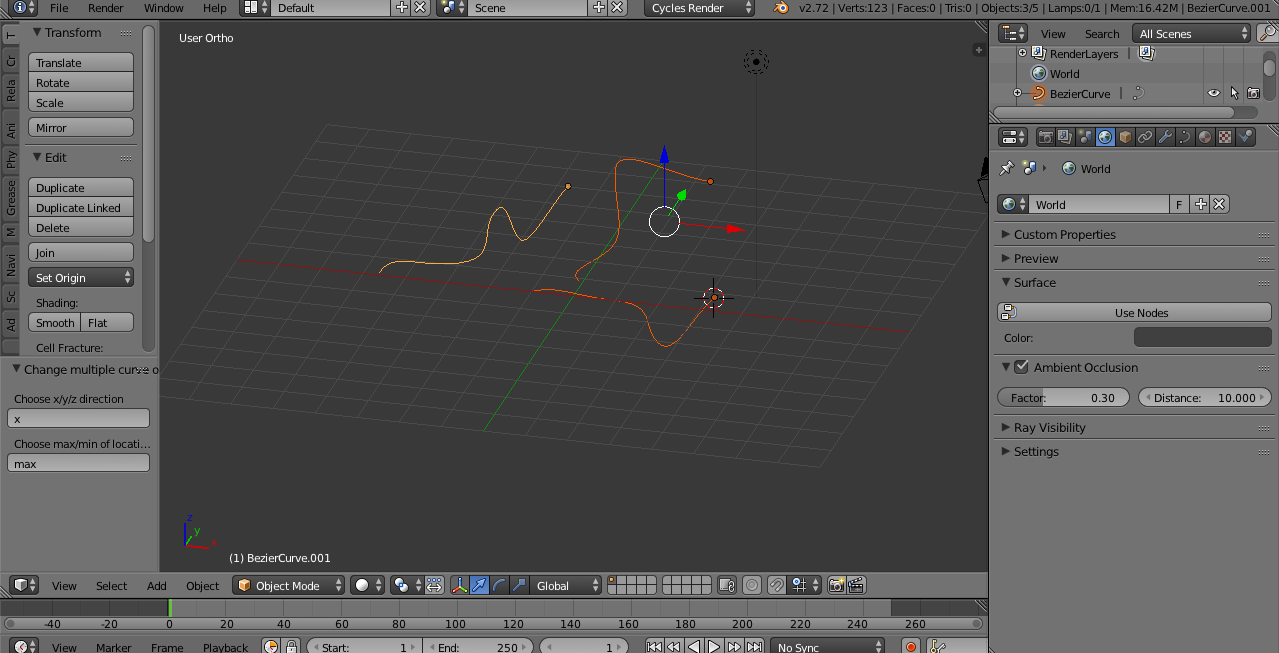 File Render Window Help Default Scene Cycles Render v2.72 | Verts:123 | Faces:0 | Tris:0 | Objects:3/5 | Lamps:0/1 | Mem:16.42M | BezierCurve.001
T
Cr
Rela
Ani
Phy
Grease
M
Navi
Sc
Ad
Transform
Translate
Rotate
Scale
Mirror
Edit
Duplicate
Duplicate Linked
Delete
Join
Set Origin
Shading:
Smooth Flat
Cell Fracture:
Change multiple curve o
Choose x/y/z direction
x
Choose max/min of locati...
max
User Ortho
z
y
x
(1) BezierCurve.001
View Select Add Object Object Mode Global
-40 -20 0 20 40 60 80 100 120 140 160 180 200 220 240 260
View Marker Frame Playback Start: 1 End: 250 1 No Sync
View Search All Scenes
RenderLayers |
World
BezierCurve |
World
World F
Custom Properties
Preview
Surface
Use Nodes
Color:
Ambient Occlusion
Factor: 0.30 Distance: 10.000
Ray Visibility
Settings